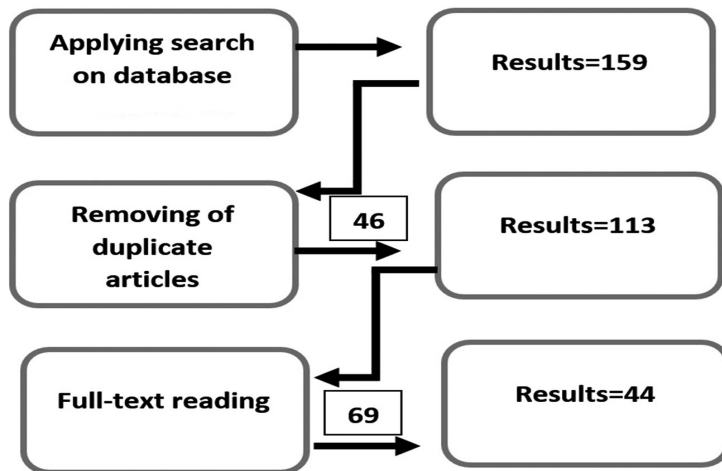 Applying search
on database
Results=159
Removing of
duplicate
articles
46
Results=113
Full-text reading
69
Results=44